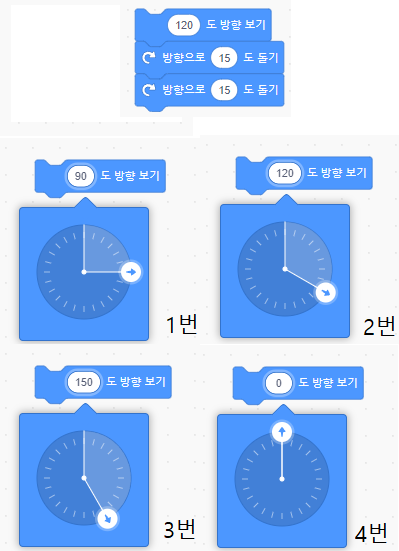 120 도 방향 보기
방향으로 15 도 돌기
방향으로 15 도 돌기
90 도 방향 보기
1번
120 도 방향 보기
2번
150 도 방향 보기
3번
0 도 방향 보기
4번